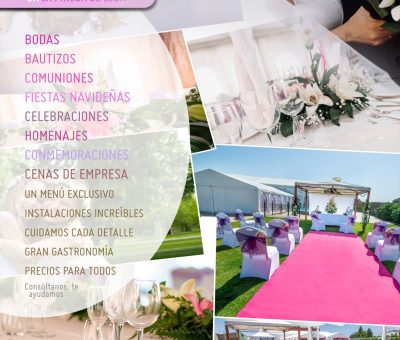 BODAS
BAUTIZOS
COMUNIONES
FIESTAS NAVIDEÑAS
CELEBRACIONES
HOMENAJES
CONMEMORACIONES
CENAS DE EMPRESA
UN MENÚ EXCLUSIVO
INSTALACIONES INCREÍBLES
CUIDAMOS CADA DETALLE
GRAN GASTRONOMÍA
PRECIOS PARA TODOS
Consúltanos, te
ayudamos